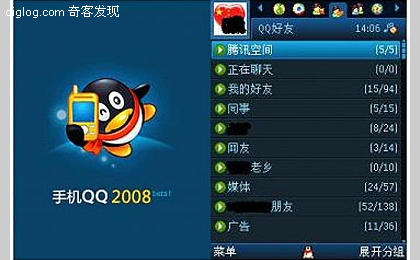 diglog.com 奇客发现
手机QQ 2008 beta1
QQ好友 14:06
腾讯空间 (5/5)
正在聊天 (0/0)
我的好友 (15/94)
同事 (5/15)
(8/24)
网友 (3/14)
老乡 (0/10)
媒体 (24/57)
朋友 (52/138)
广告 (11/36)
菜单 展开分组